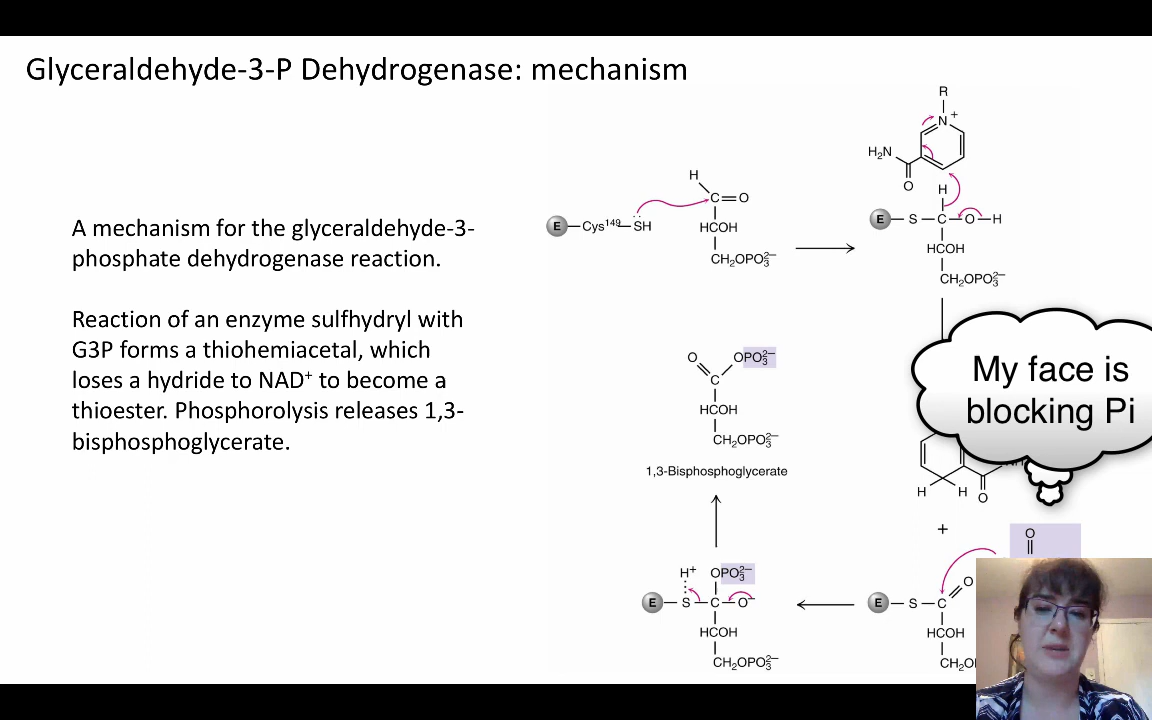 Glyceraldehyde-3-P Dehydrogenase: mechanism
A mechanism for the glyceraldehyde-3-
phosphate dehydrogenase reaction.
Reaction of an enzyme sulfhydryl with
G3P forms a thiohemiacetal, which
loses a hydride to NAD⁺ to become a
thioester. Phosphorolysis releases 1,3-
bisphosphoglycerate.
R
N⁺
H₂N
O
H
C=O
HCOH
CH₂OPO₃²⁻
E—Cys¹⁴⁹—SH
H
E—S—C—O—H
HCOH
CH₂OPO₃²⁻
My face is
blocking Pi
O OPO₃²⁻
C
HCOH
CH₂OPO₃²⁻
1,3-Bisphosphoglycerate
H H O
+
O
H⁺ OPO₃²⁻
E—S—C—O⁻
HCOH
CH₂OPO₃²⁻
O
E—S—C
HCOH
CH₂O